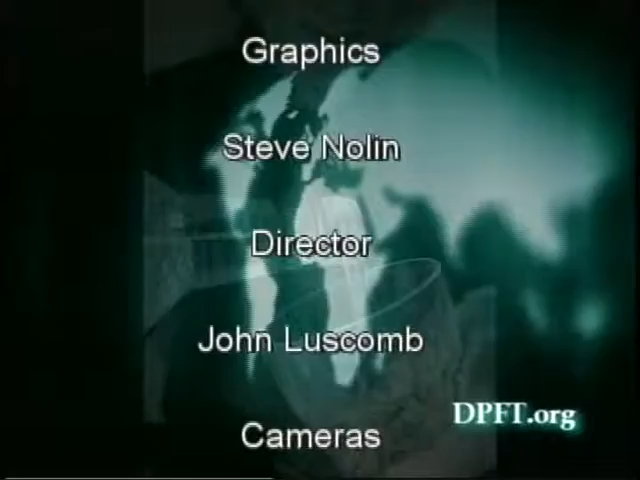 Graphics
Steve Nolin
Director
John Luscomb
DPFT.org
Cameras